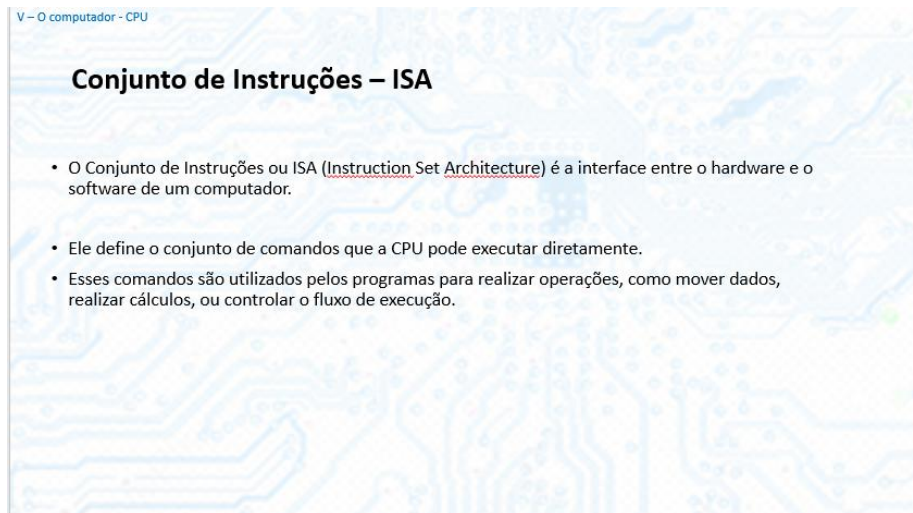 V – O computador - CPU
Conjunto de Instruções – ISA
• O Conjunto de Instruções ou ISA (Instruction Set Architecture) é a interface entre o hardware e o
software de um computador.
• Ele define o conjunto de comandos que a CPU pode executar diretamente.
• Esses comandos são utilizados pelos programas para realizar operações, como mover dados,
realizar cálculos, ou controlar o fluxo de execução.